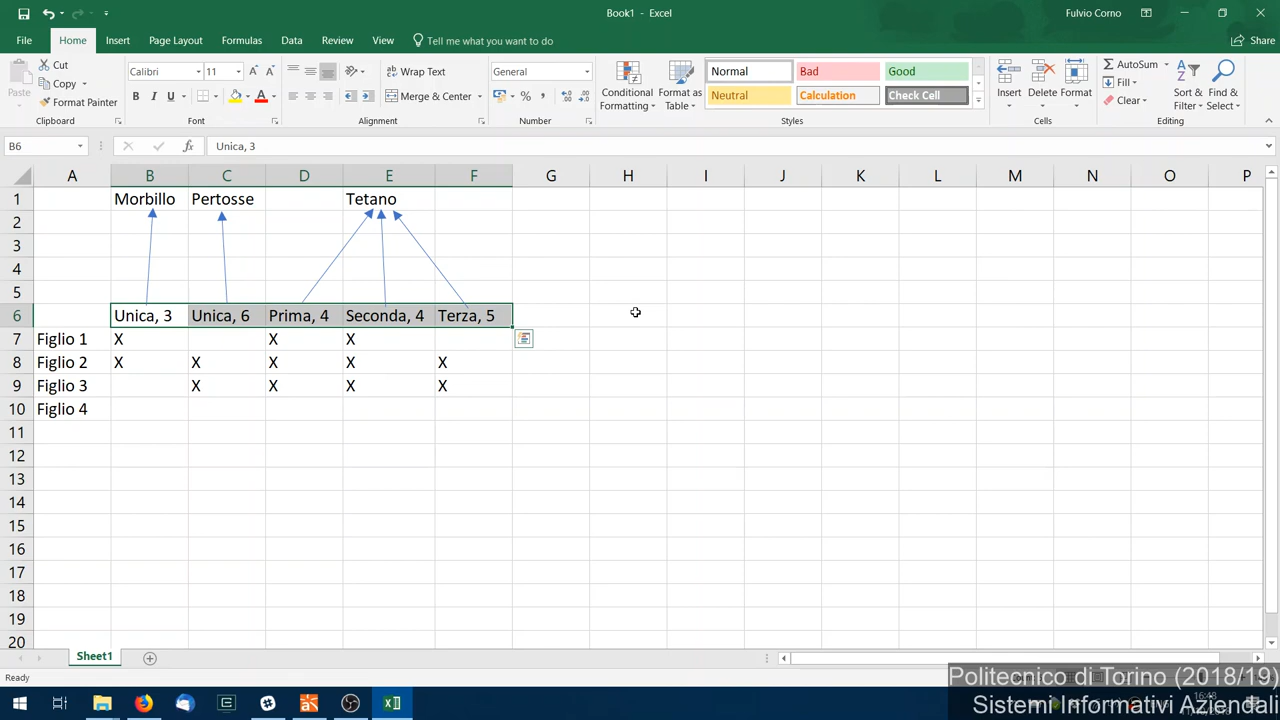 Book1 - Excel
Fulvio Corno
File Home Insert Page Layout Formulas Data Review View Tell me what you want to do Share
Paste
Cut
Copy
Format Painter
Clipboard
Calibri 11
B I U
Font
Wrap Text
Merge & Center
Alignment
General
%
Number
Conditional Formatting
Format as Table
Normal Bad Good
Neutral Calculation Check Cell
Styles
Insert Delete Format
Cells
AutoSum
Fill
Clear
Sort & Filter
Find & Select
Editing
B6 fx Unica, 3
A B C D E F G H I J K L M N O P
1 Morbillo Pertosse Tetano
2
3
4
5
6 Unica, 3 Unica, 6 Prima, 4 Seconda, 4 Terza, 5
7 Figlio 1 X X X
8 Figlio 2 X X X X X
9 Figlio 3 X X X X
10 Figlio 4
11
12
13
14
15
16
17
18
19
20
Sheet1
Ready
Politecnico di Torino (2018/19)
Sistemi Informativi Aziendali
16:48